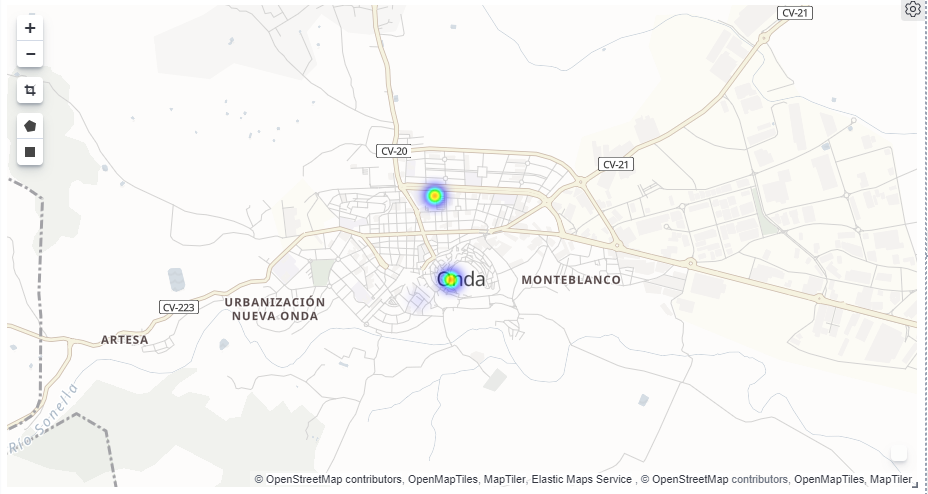 CV-21
CV-20
CV-21
Onda
MONTEBLANCO
CV-223
URBANIZACIÓN
NUEVA ONDA
ARTESA
Río Sonella
© OpenStreetMap contributors, OpenMapTiles, MapTiler, Elastic Maps Service , © OpenStreetMap contributors, OpenMapTiles, MapTiler